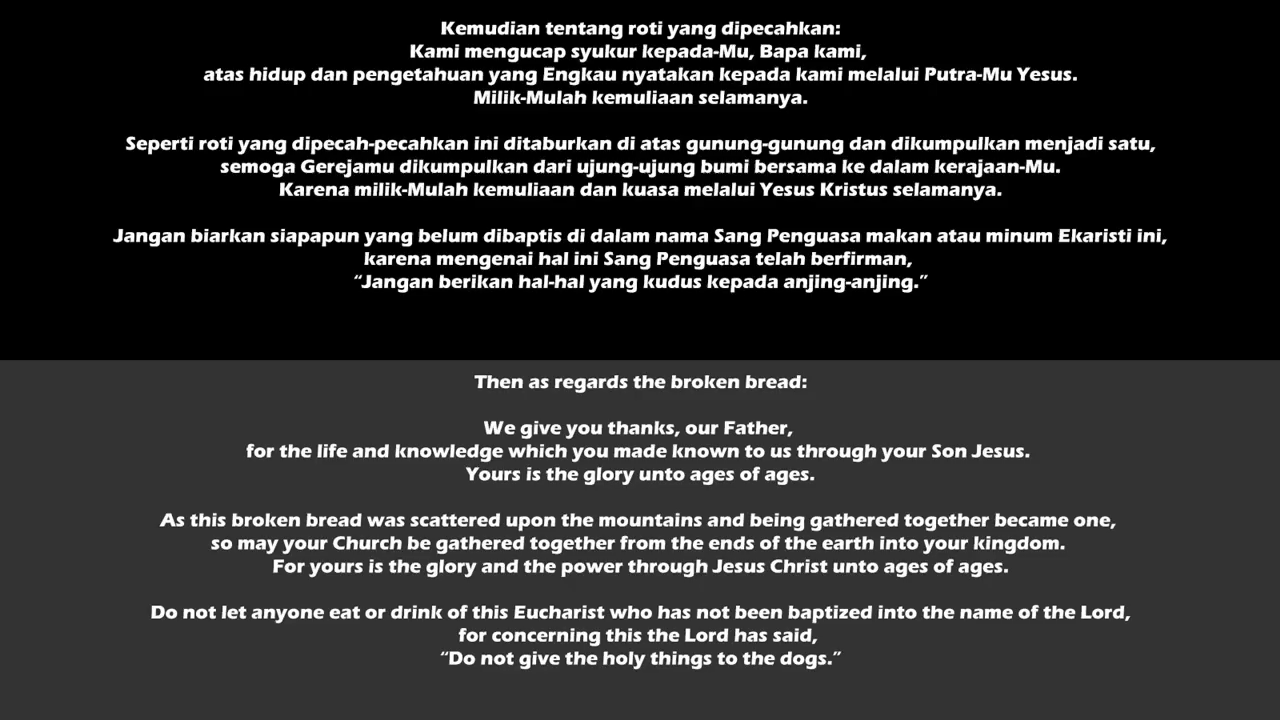 Kemudian tentang roti yang dipecahkan:
Kami mengucap syukur kepada-Mu, Bapa kami,
atas hidup dan pengetahuan yang Engkau nyatakan kepada kami melalui Putra-Mu Yesus.
Milik-Mulah kemuliaan selamanya.
Seperti roti yang dipecah-pecahkan ini ditaburkan di atas gunung-gunung dan dikumpulkan menjadi satu,
semoga Gerejamu dikumpulkan dari ujung-ujung bumi bersama ke dalam kerajaan-Mu.
Karena milik-Mulah kemuliaan dan kuasa melalui Yesus Kristus selamanya.
Jangan biarkan siapapun yang belum dibaptis di dalam nama Sang Penguasa makan atau minum Ekaristi ini,
karena mengenai hal ini Sang Penguasa telah berfirman,
“Jangan berikan hal-hal yang kudus kepada anjing-anjing.”
Then as regards the broken bread:
We give you thanks, our Father,
for the life and knowledge which you made known to us through your Son Jesus.
Yours is the glory unto ages of ages.
As this broken bread was scattered upon the mountains and being gathered together became one,
so may your Church be gathered together from the ends of the earth into your kingdom.
For yours is the glory and the power through Jesus Christ unto ages of ages.
Do not let anyone eat or drink of this Eucharist who has not been baptized into the name of the Lord,
for concerning this the Lord has said,
“Do not give the holy things to the dogs.”